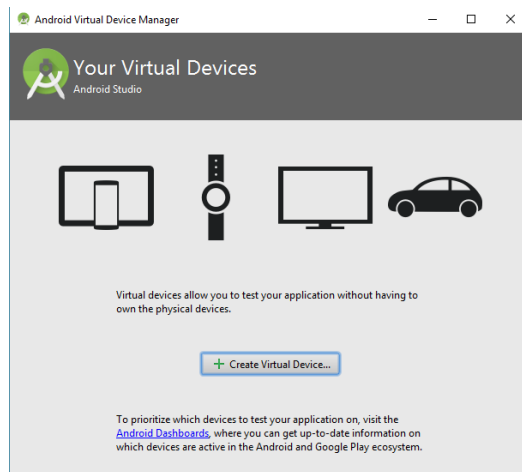 Android Virtual Device Manager
Your Virtual Devices
Android Studio
Virtual devices allow you to test your application without having to
own the physical devices.
Create Virtual Device...
To prioritize which devices to test your application on, visit the
Android Dashboards, where you can get up-to-date information on
which devices are active in the Android and Google Play ecosystem.